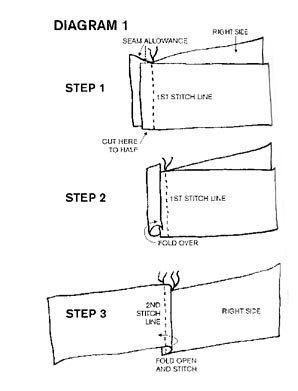 DIAGRAM 1
SEAM ALLOWANCE
RIGHT SIDE
STEP 1
1ST STITCH LINE
CUT HERE
TO HALF
STEP 2
1ST STITCH LINE
FOLD OVER
STEP 3
2ND
STITCH
LINE
RIGHT SIDE
FOLD OPEN
AND STITCH